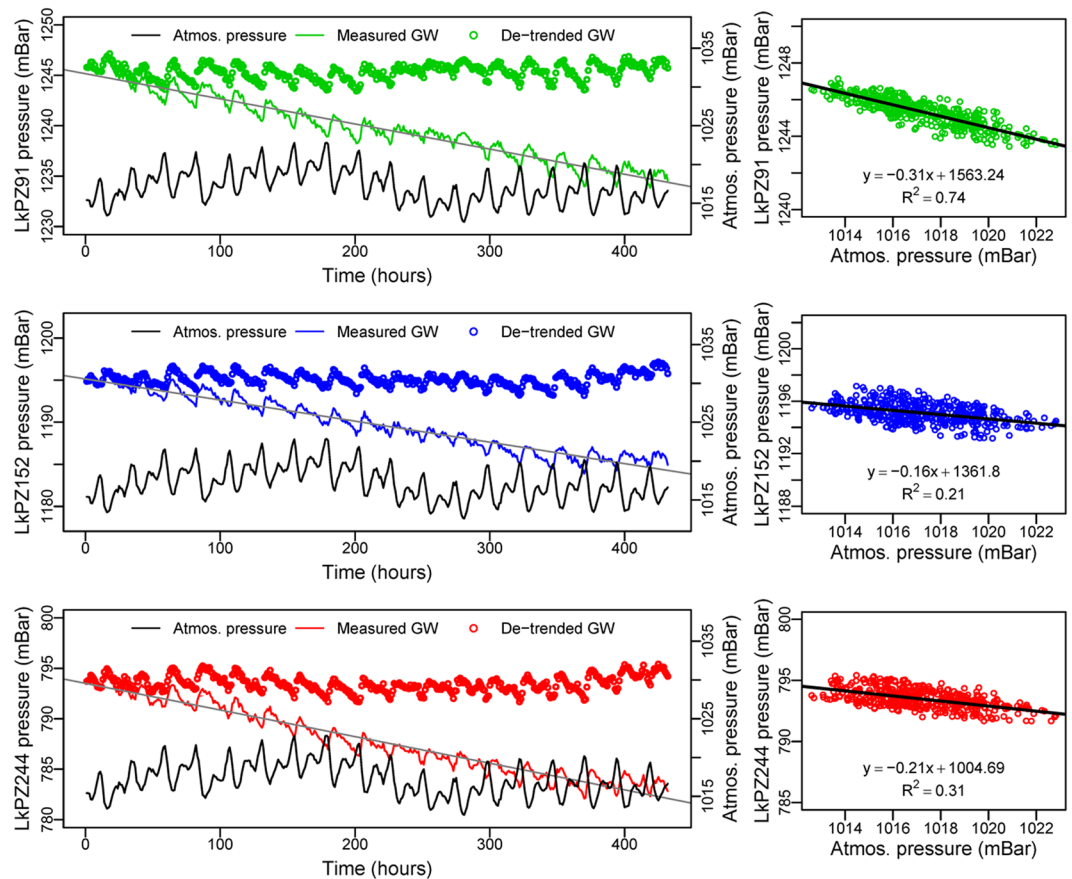 Atmos. pressure Measured GW De−trended GW
LkPZ91 pressure (mBar)
1230 1235 1240 1245 1250
1015 1025 1035
Atmos. pressure (mBar)
0 100 200 300 400
Time (hours)
LkPZ91 pressure (mBar)
1240 1244 1248
y = −0.31x + 1563.24
R² = 0.74
1014 1016 1018 1020 1022
Atmos. pressure (mBar)
Atmos. pressure Measured GW De−trended GW
LkPZ152 pressure (mBar)
1180 1190 1200
1015 1025 1035
Atmos. pressure (mBar)
0 100 200 300 400
Time (hours)
LkPZ152 pressure (mBar)
1188 1192 1196 1200
y = −0.16x + 1361.8
R² = 0.21
1014 1016 1018 1020 1022
Atmos. pressure (mBar)
Atmos. pressure Measured GW De−trended GW
LkPZ244 pressure (mBar)
780 785 790 795 800
1015 1025 1035
Atmos. pressure (mBar)
0 100 200 300 400
Time (hours)
LkPZ244 pressure (mBar)
785 790 795 800
y = −0.21x + 1004.69
R² = 0.31
1014 1016 1018 1020 1022
Atmos. pressure (mBar)